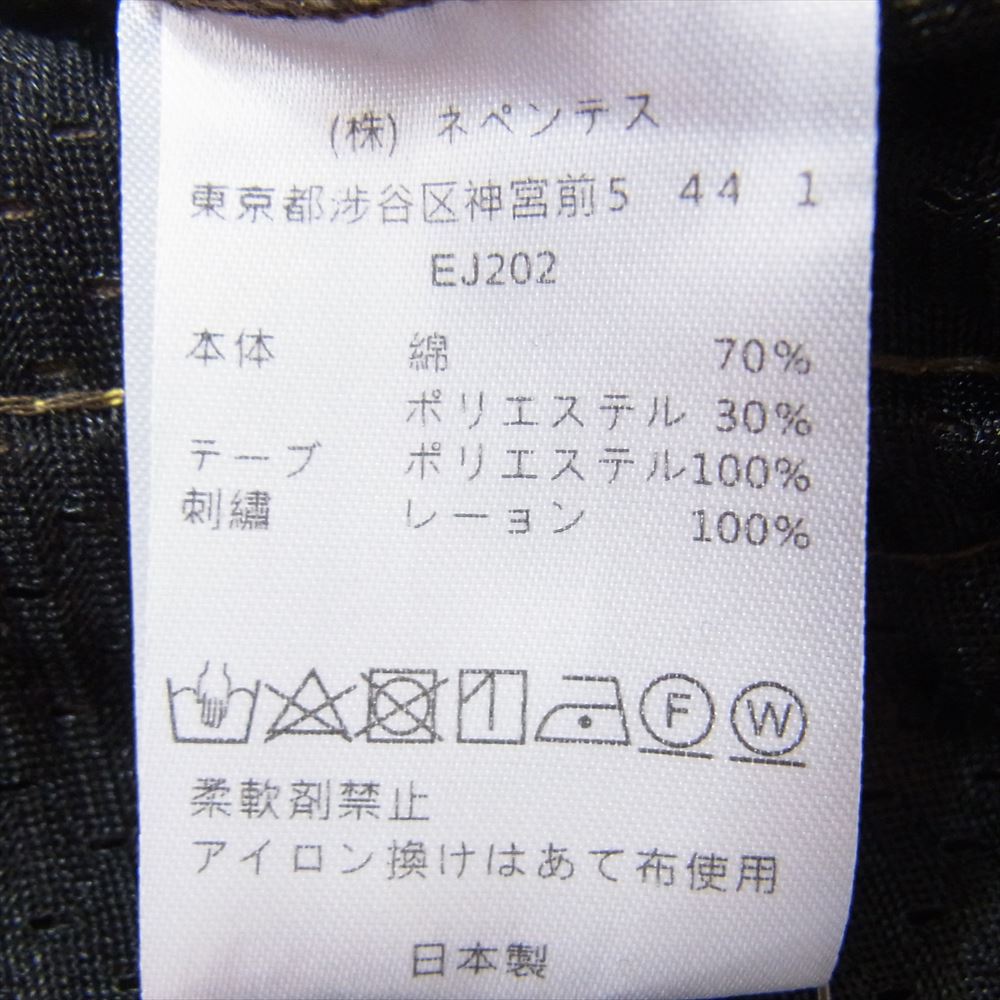 (株) ネペンテス
東京都渉谷区神宮前5 44 1
EJ202
本体 綿 70%
ポリエステル 30%
テープ ポリエステル100%
刺繍 レーヨン 100%
F W
柔軟剤禁止
アイロン換けはあて布使用
日本製